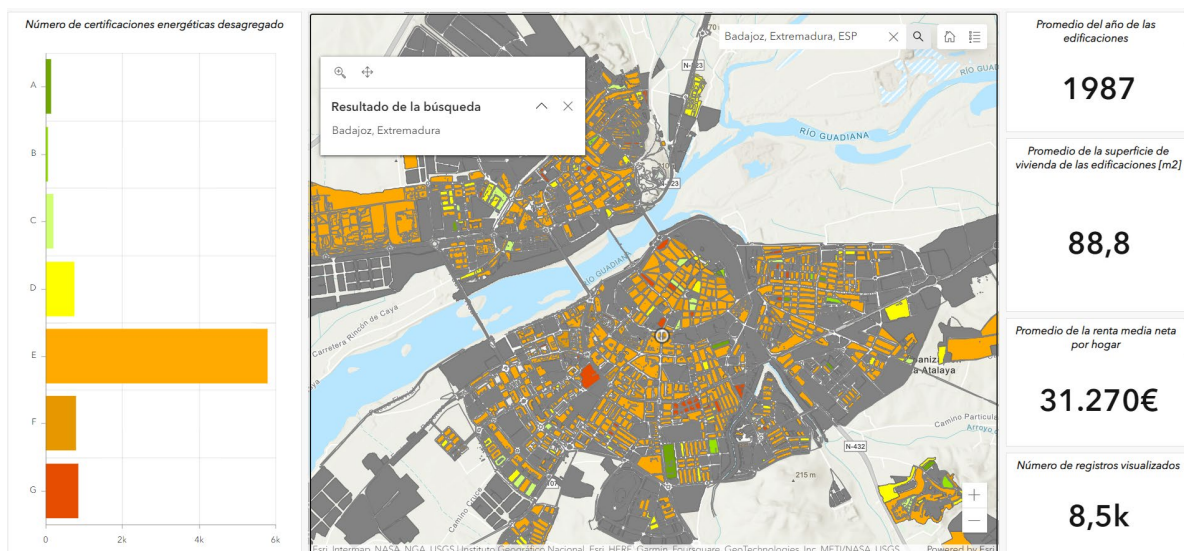 Número de certificaciones energéticas desagregado
A
B
C
D
E
F
G
0
2k
4k
6k
Badajoz, Extremadura, ESP
Resultado de la búsqueda
Badajoz, Extremadura
N-523
RÍO GUADIANA
RÍO GUADIANA
RÍO GUADIANA
Carretera Rincón de Caya
Camino Cruce
N-432
215 m
Camino Particular
Arroyo
a Atalaya
Esri, Intermap, NASA, NGA, USGS | Instituto Geográfico Nacional, Esri, HERE, Garmin, Foursquare, GeoTechnologies, Inc, METI/NASA, USGS
Powered by Esri
Promedio del año de las
edificaciones
1987
Promedio de la superficie de
vivienda de las edificaciones [m2]
88,8
Promedio de la renta media neta
por hogar
31.270€
Número de registros visualizados
8,5k